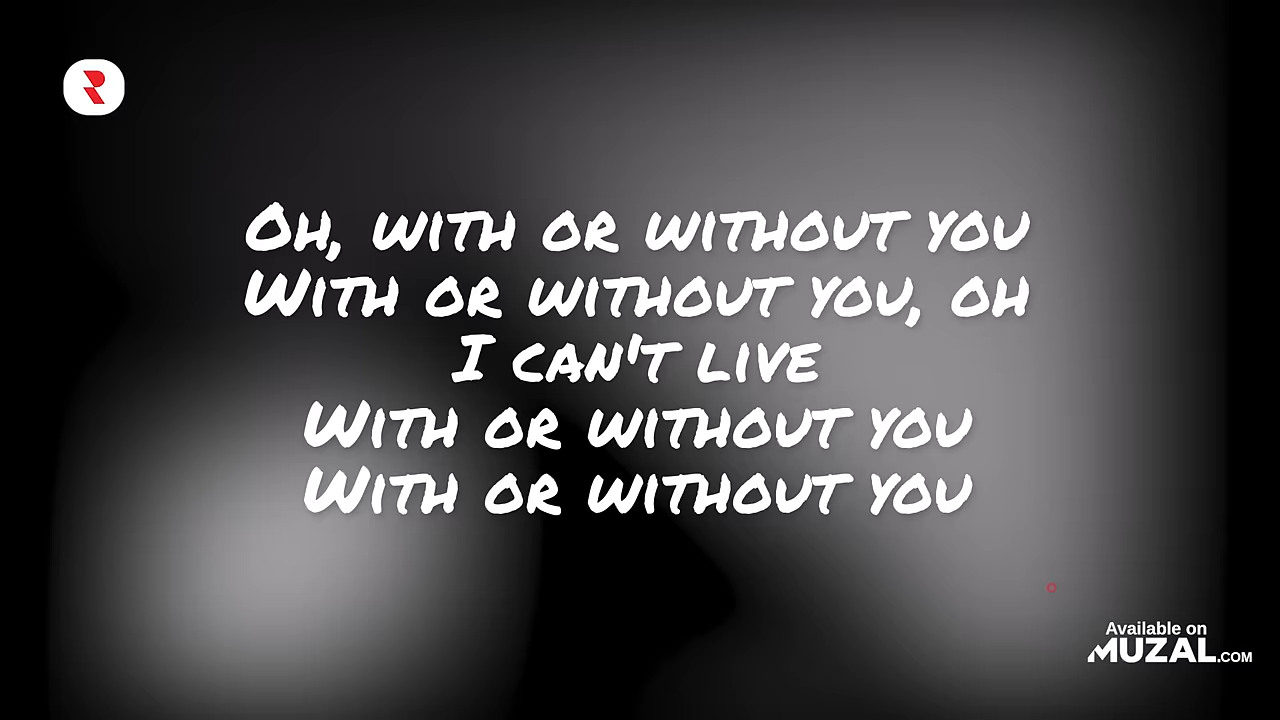 Oh, with or without you
With or without you, oh
I can't live
With or without you
With or without you
Available on
MUZAL.COM